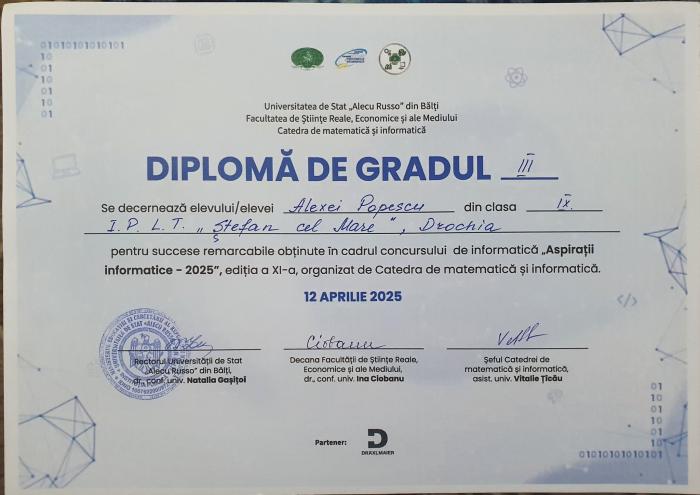 01010101010101
10
10
01
10
01
01
Universitatea de Stat „Alecu Russo” din Bălți
Facultatea de Științe Reale, Economice și ale Mediului
Catedra de matematică și informatică
DIPLOMĂ DE GRADUL III
Se decernează elevului/elevei Alexei Popescu din clasa IX.
I. P. L. T. „Ștefan cel Mare”, Drochia
pentru succese remarcabile obținute în cadrul concursului de informatică „Aspirații
informatice - 2025”, ediția a XI-a, organizat de Catedra de matematică și informatică.
12 APRILIE 2025
</>
Ciobanu
Rectorul Universității de Stat
„Alecu Russo” din Bălți,
dr., conf. univ. Natalia Gașițoi
Decana Facultății de Științe Reale,
Economice și ale Mediului,
dr., conf. univ. Ina Ciobanu
Șeful Catedrei de
matematică și informatică,
asist. univ. Vitalie Țîcău
Partener:
DRÄXLMAIER
01
10
01
10
10
01010101010101